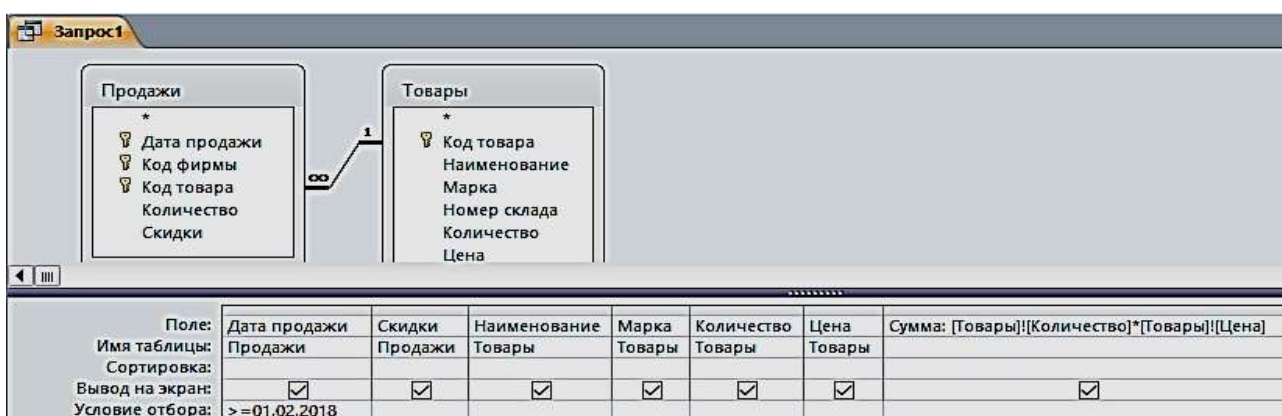 Запрос1
Продажи
*
Дата продажи
Код фирмы
Код товара
Количество
Скидки
∞
1
Товары
*
Код товара
Наименование
Марка
Номер склада
Количество
Цена
Поле: Дата продажи Скидки Наименование Марка Количество Цена Сумма: [Товары]![Количество]*[Товары]![Цена]
Имя таблицы: Продажи Продажи Товары Товары Товары Товары
Сортировка:
Вывод на экран:
Условие отбора: >=01.02.2018